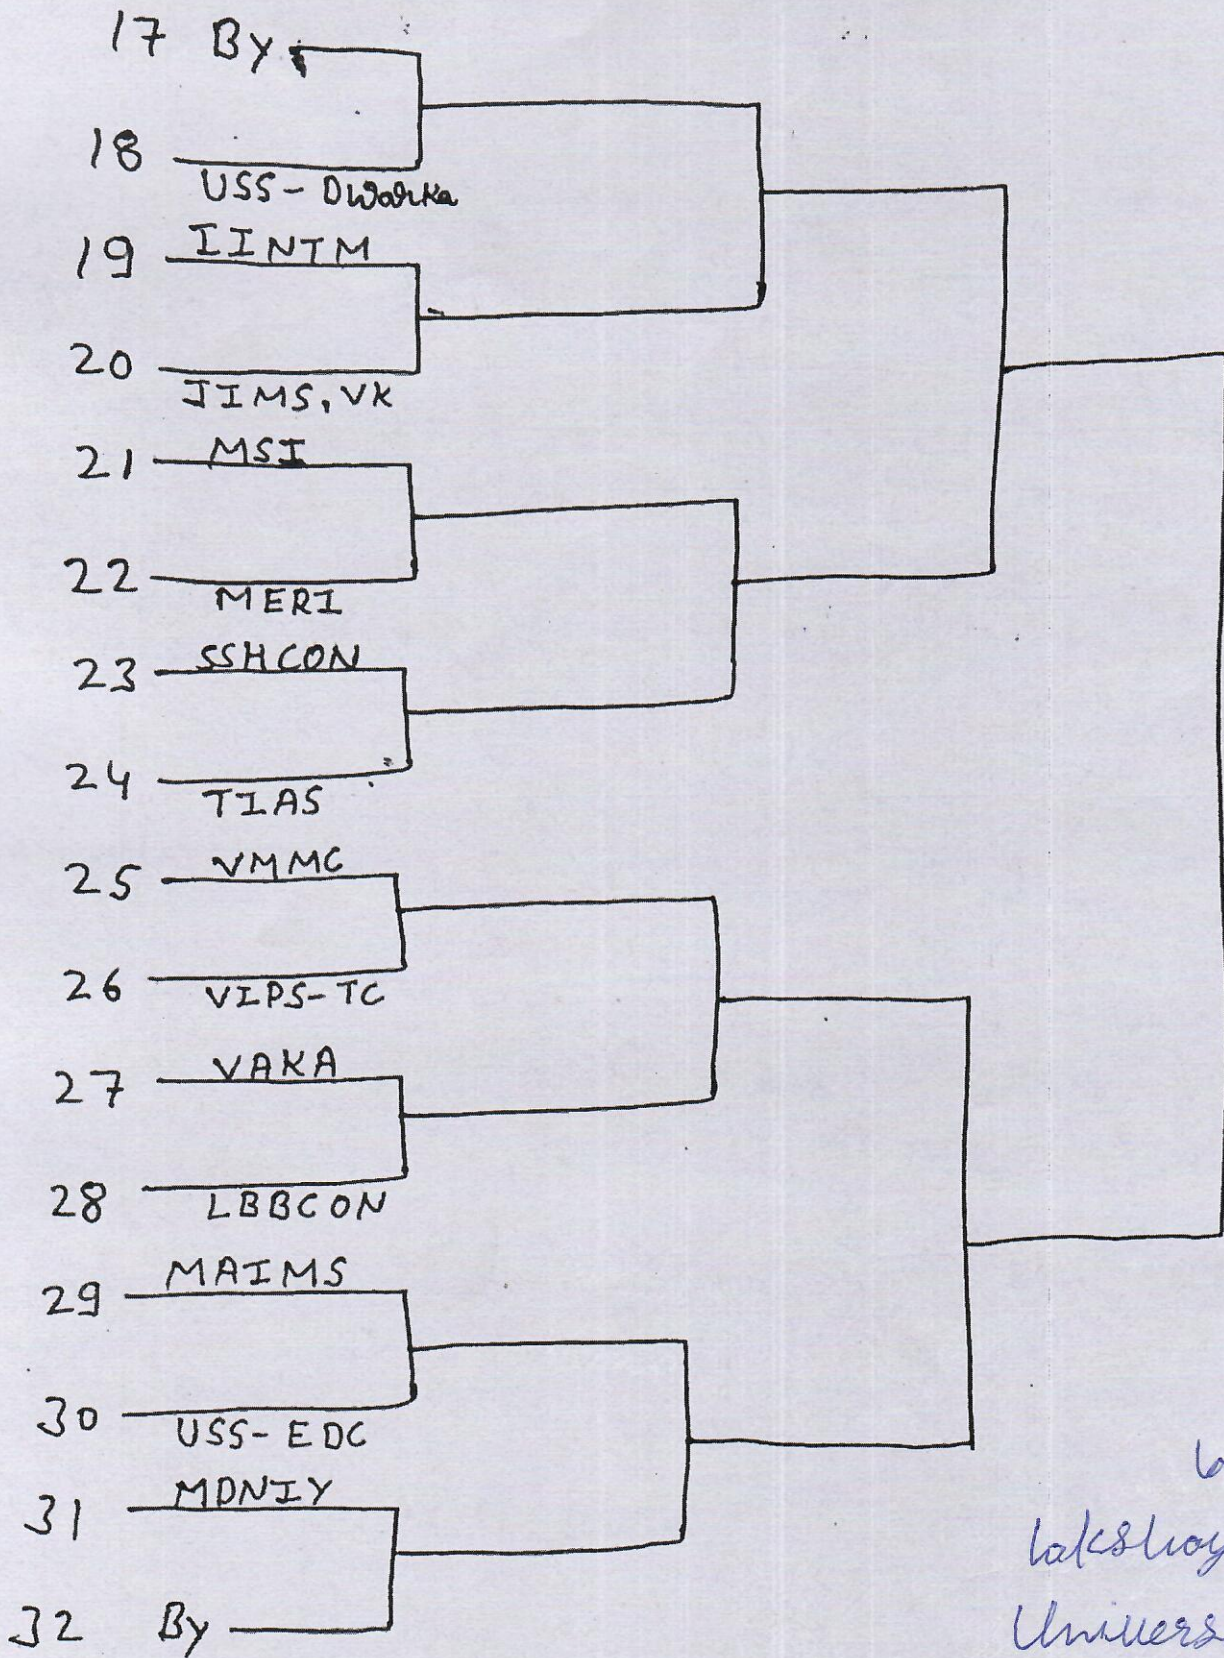 17 By
18 USS-Dwarka
19 IINTM
20 JIMS, VK
21 MSI
22 MERI
23 SSHCON
24 TIAS
25 VMMC
26 VIPS-TC
27 VAKA
28 LBBCON
29 MAIMS
30 USS-EDC
31 MDNIY
32 By